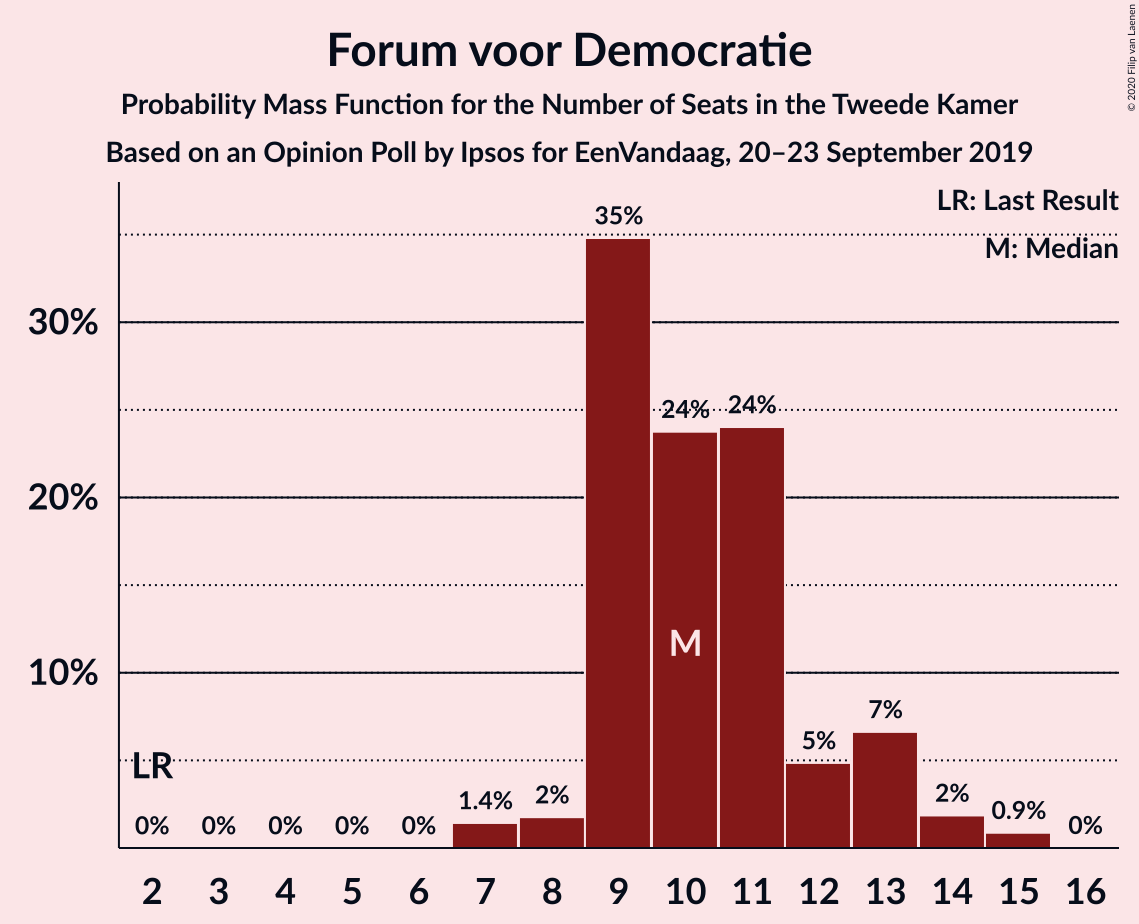 Forum voor Democratie
Probability Mass Function for the Number of Seats in the Tweede Kamer
Based on an Opinion Poll by Ipsos for EenVandaag, 20–23 September 2019
© 2020 Filip van Laenen
LR: Last Result
M: Median
35%
30%
24% 24%
20%
M
10%
7%
5%
LR
1.4% 2% 2% 0.9%
0% 0% 0% 0% 0% 0%
2 3 4 5 6 7 8 9 10 11 12 13 14 15 16